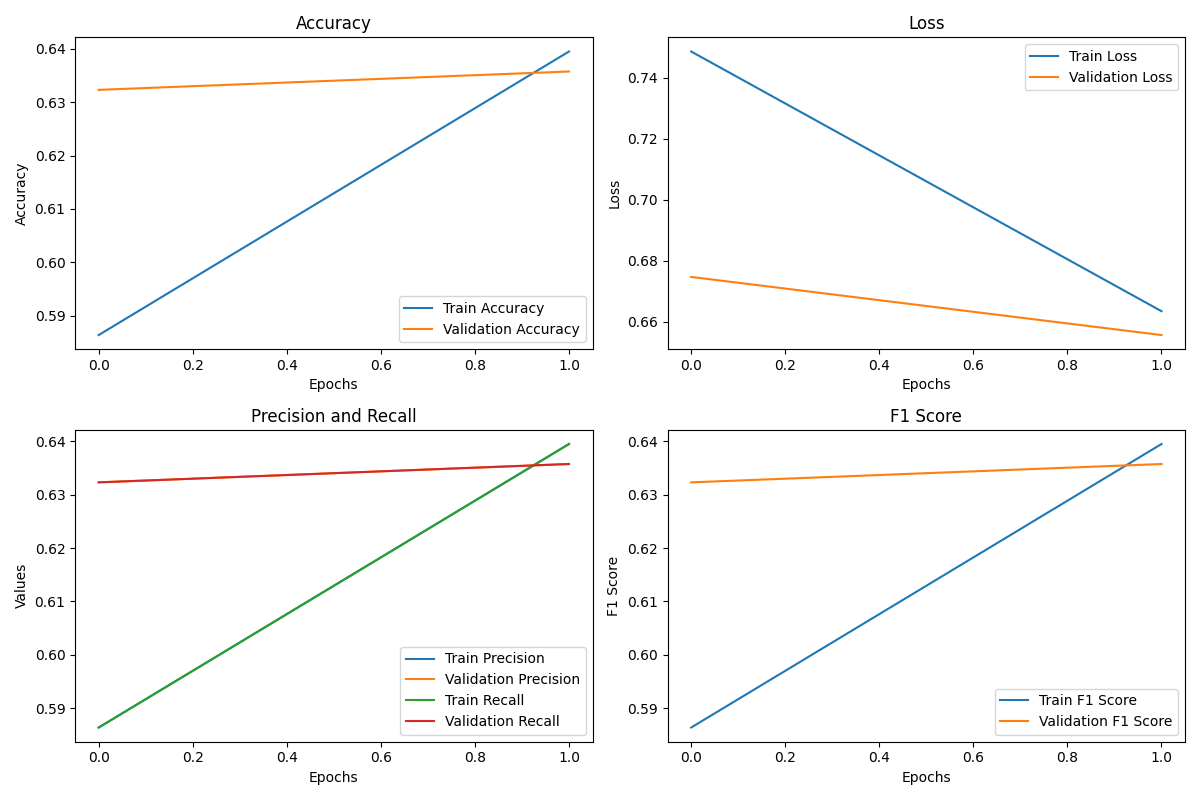 Accuracy
Accuracy
0.64
0.63
0.62
0.61
0.60
0.59
Train Accuracy
Validation Accuracy
0.0 0.2 0.4 0.6 0.8 1.0
Epochs
Loss
Loss
0.74
0.72
0.70
0.68
0.66
Train Loss
Validation Loss
0.0 0.2 0.4 0.6 0.8 1.0
Epochs
Precision and Recall
Values
0.64
0.63
0.62
0.61
0.60
0.59
Train Precision
Validation Precision
Train Recall
Validation Recall
0.0 0.2 0.4 0.6 0.8 1.0
Epochs
F1 Score
F1 Score
0.64
0.63
0.62
0.61
0.60
0.59
Train F1 Score
Validation F1 Score
0.0 0.2 0.4 0.6 0.8 1.0
Epochs